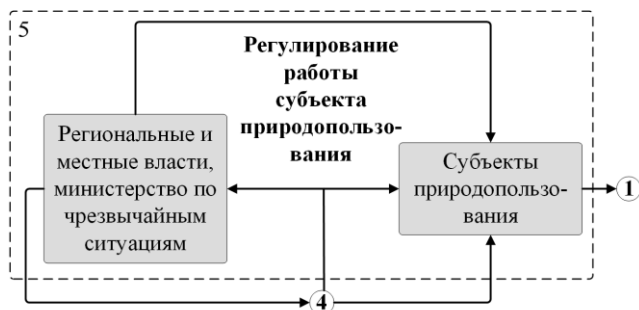 5
Регулирование
работы
субъекта
природопользо-
вания
Региональные и
местные власти,
министерство по
чрезвычайным
ситуациям
Субъекты
природопользо-
вания
1
4